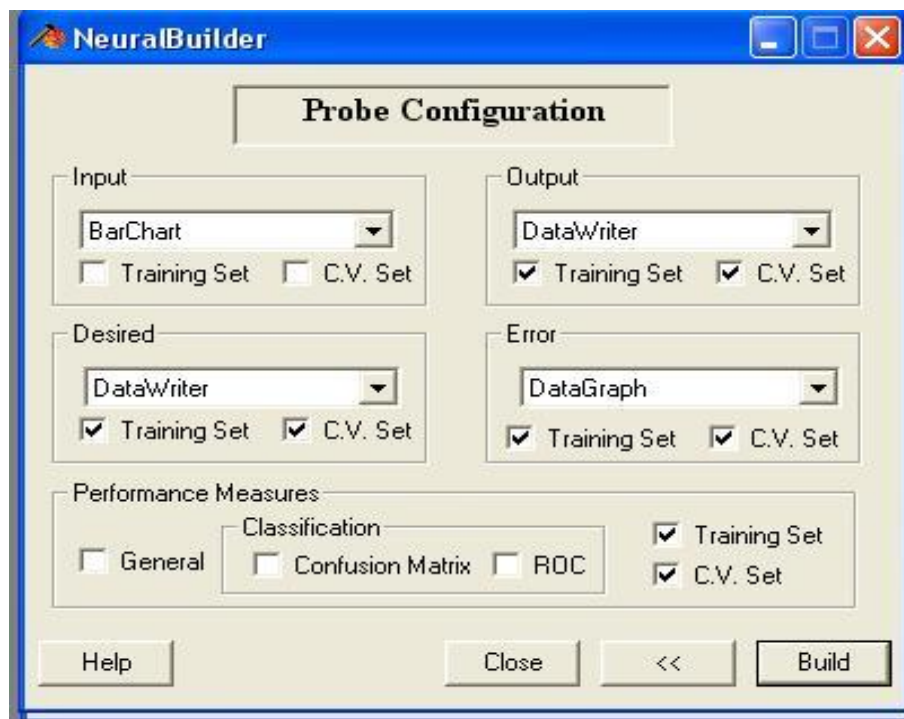 NeuralBuilder
Probe Configuration
Input
BarChart
Training Set C.V. Set
Output
DataWriter
Training Set C.V. Set
Desired
DataWriter
Training Set C.V. Set
Error
DataGraph
Training Set C.V. Set
Performance Measures
General
Classification
Confusion Matrix ROC
Training Set
C.V. Set
Help Close << Build